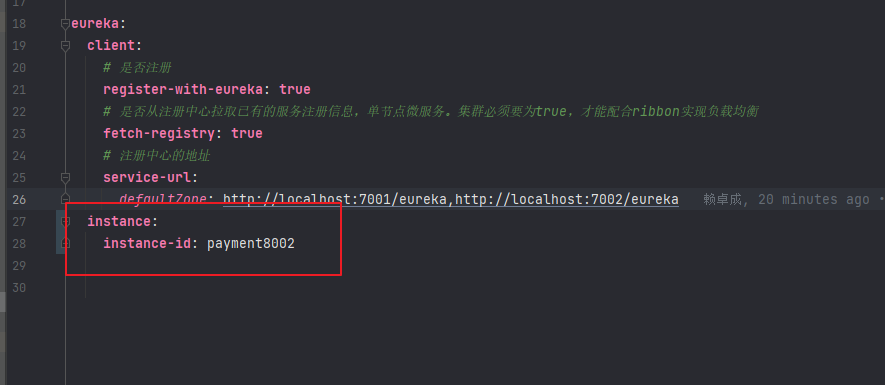 17
18 eureka:
19 client:
20 # 是否注册
21 register-with-eureka: true
22 # 是否从注册中心拉取已有的服务注册信息，单节点微服务。集群必须要为true，才能配合ribbon实现负载均衡
23 fetch-registry: true
24 # 注册中心的地址
25 service-url:
26 defaultZone: http://localhost:7001/eureka,http://localhost:7002/eureka 赖卓成, 20 minutes ago •
27 instance:
28 instance-id: payment8002
29
30